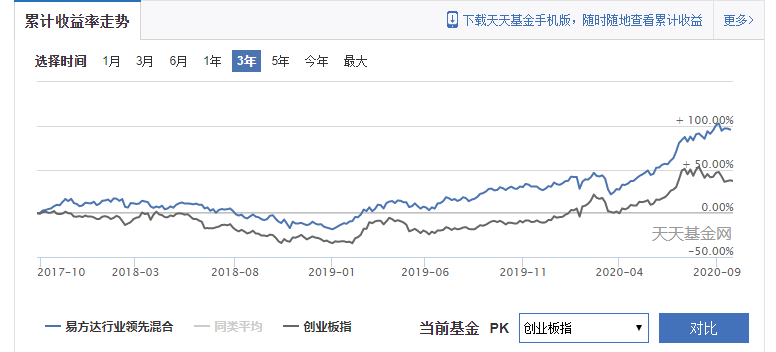 累计收益率走势 下载天天基金手机版，随时随地查看累计收益 更多>
选择时间 1月 3月 6月 1年 3年 5年 今年 最大
+ 100.00%
+ 50.00%
0.00%
天天基金网
-50.00%
2017-10 2018-03 2018-08 2019-01 2019-06 2019-11 2020-04 2020-09
易方达行业领先混合 同类平均 创业板指 当前基金 PK 创业板指 对比